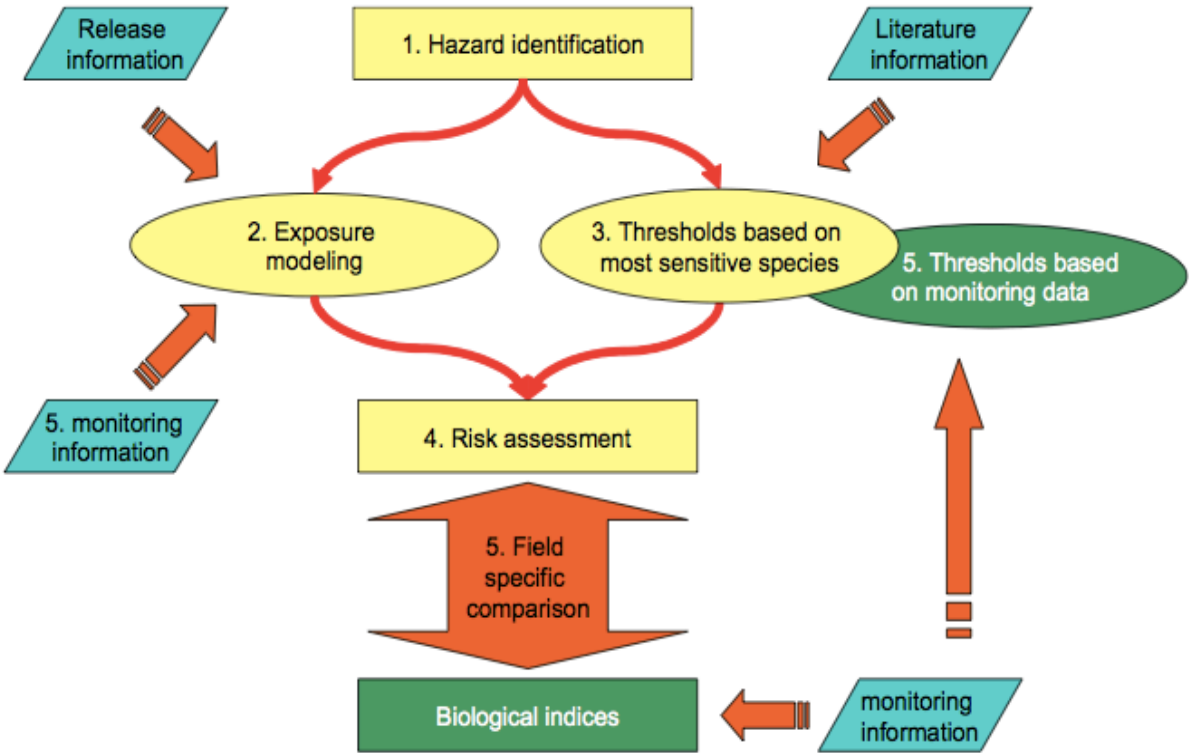 Release
information
1. Hazard identification
Literature
information
2. Exposure
modeling
3. Thresholds based on
most sensitive species
5. Thresholds based
on monitoring data
5. monitoring
information
4. Risk assessment
5. Field
specific
comparison
Biological indices
monitoring
information